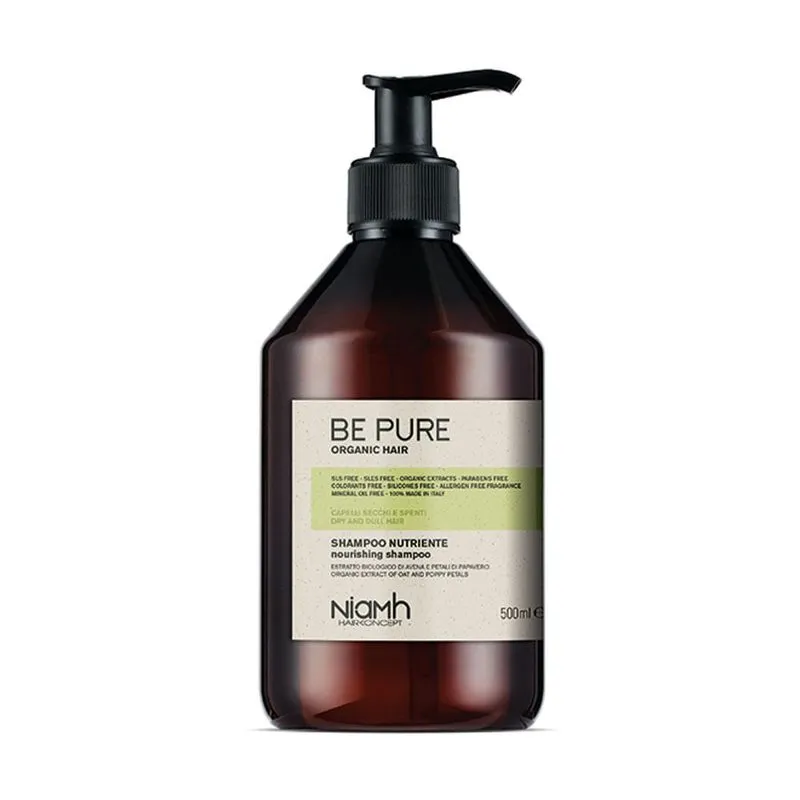 BE PURE
ORGANIC HAIR
SLS FREE - SLES FREE - ORGANIC EXTRACTS - PARABENS FREE
COLORANTS FREE - SILICONES FREE - ALLERGEN FREE FRAGRANCE
MINERAL OIL FREE - 100% MADE IN ITALY
CAPELLI SECCHI E SPENTI
DRY AND DULL HAIR
SHAMPOO NUTRIENTE
nourishing shampoo
ESTRATTO BIOLOGICO DI AVENA E PETALI DI PAPAVERO
ORGANIC EXTRACT OF OAT AND POPPY PETALS
Niamh
HAIRKONCEPT
500ml ℮